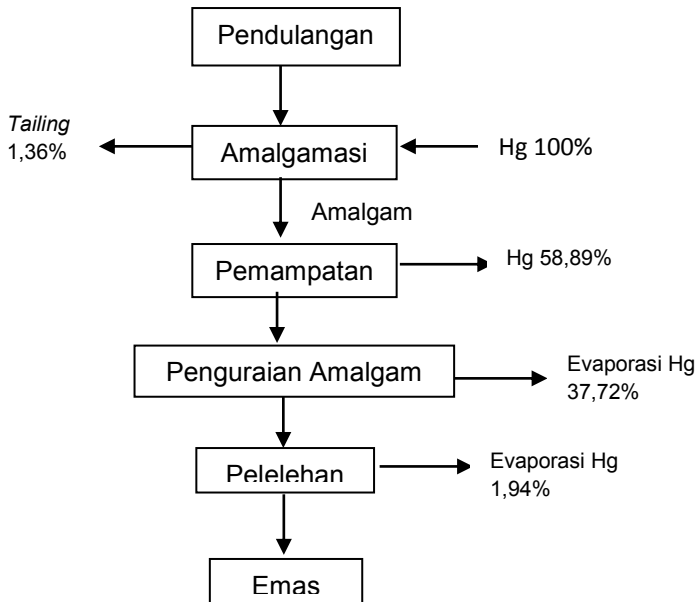 Pendulangan
Tailing
1,36%
Amalgamasi
Hg 100%
Amalgam
Pemampatan
Hg 58,89%
Penguraian Amalgam
Evaporasi Hg
37,72%
Pelelehan
Evaporasi Hg
1,94%
Emas